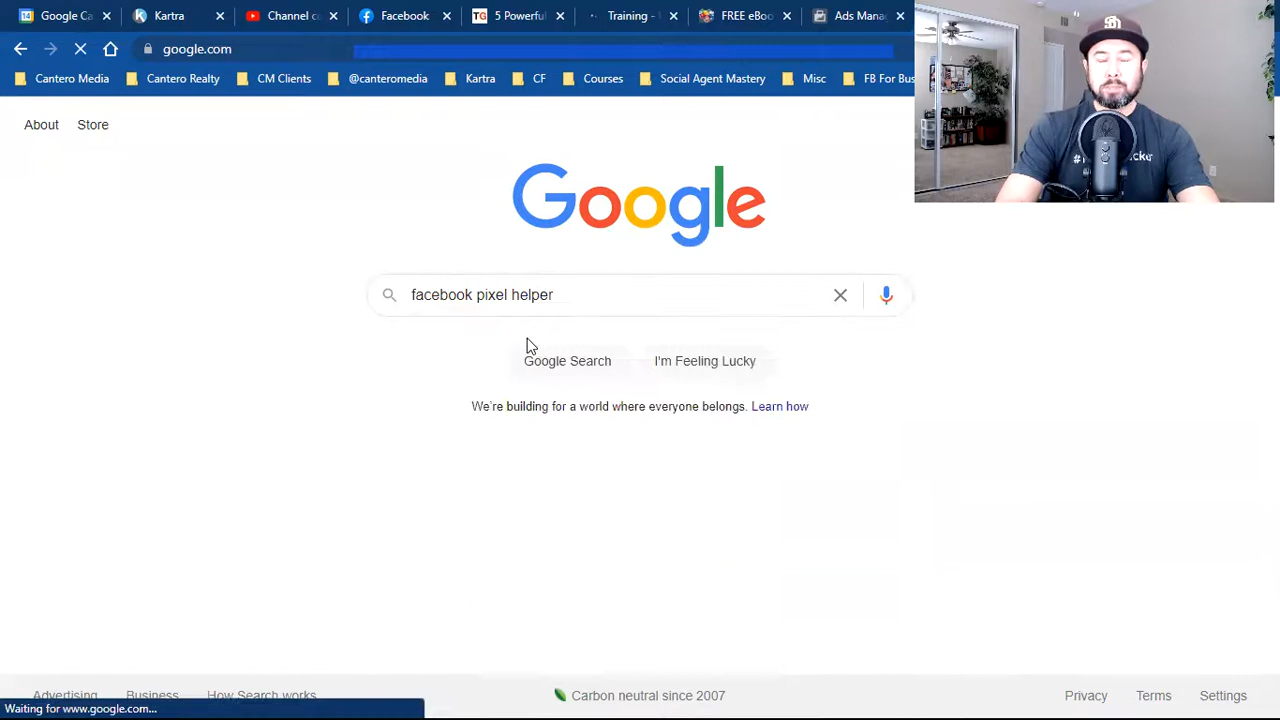 Google Ca
Kartra
Channel c
Facebook
TG
5 Powerful
Training -
FREE eBoo
Ads Mana
google.com
Cantero Media
Cantero Realty
CM Clients
@canteromedia
Kartra
CF
Courses
Social Agent Mastery
Misc
FB For Bus
About
Store
Google
facebook pixel helper
Google Search
I'm Feeling Lucky
We're building for a world where everyone belongs. Learn how
Advertising
Business
How Search works
Carbon neutral since 2007
Privacy
Terms
Settings
Waiting for www.google.com...